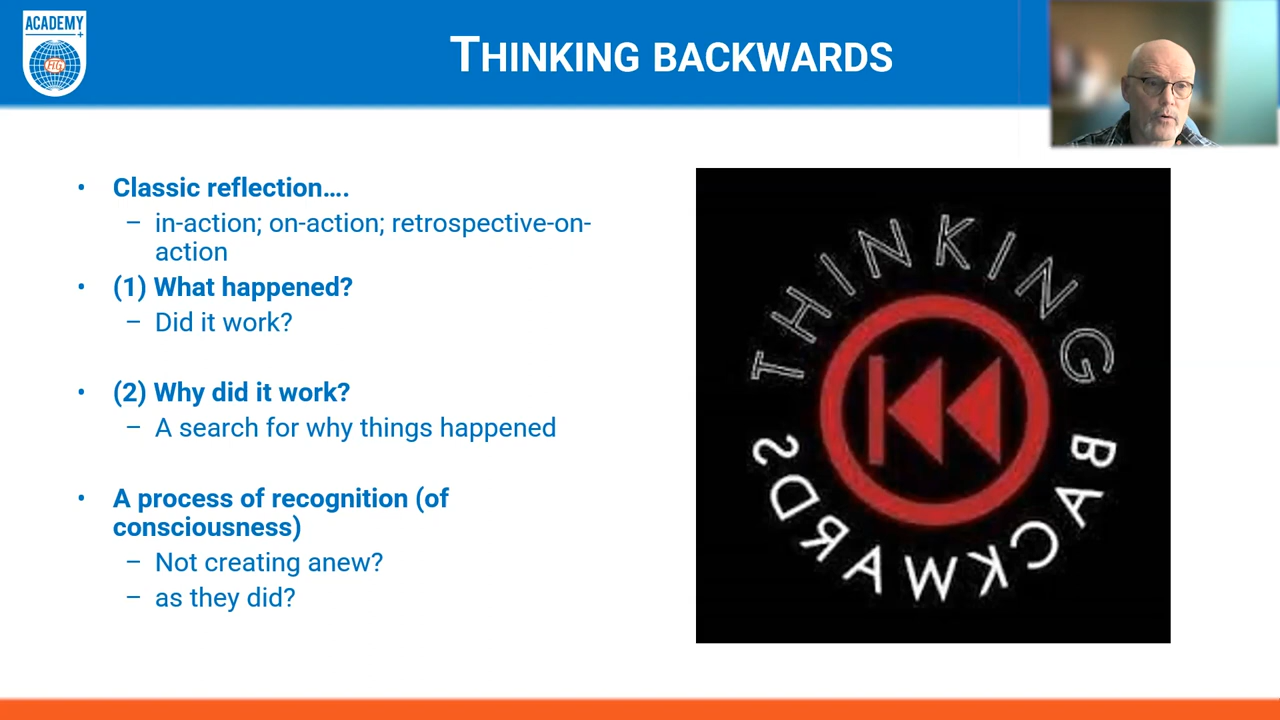 ACADEMY
+
FIG
THINKING BACKWARDS
• Classic reflection….
– in-action; on-action; retrospective-on-
action
• (1) What happened?
– Did it work?
• (2) Why did it work?
– A search for why things happened
• A process of recognition (of
consciousness)
– Not creating anew?
– as they did?
THINKING
BACKWARDS